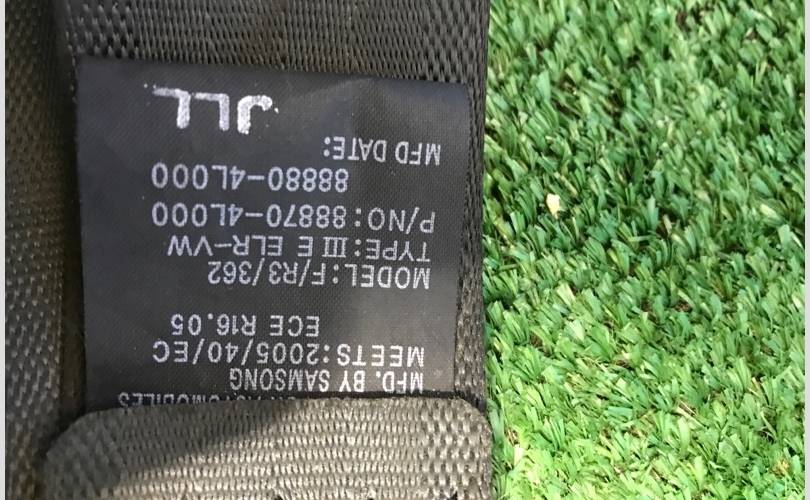 AUTOMOBILES
MFD. BY SAMSONG
MEETS:2005/40/EC
ECE R16.05
MODEL:F/R3/362
TYPE:III E ELR-VW
P/NO:88870-4L000
88880-4L000
MFD DATE: